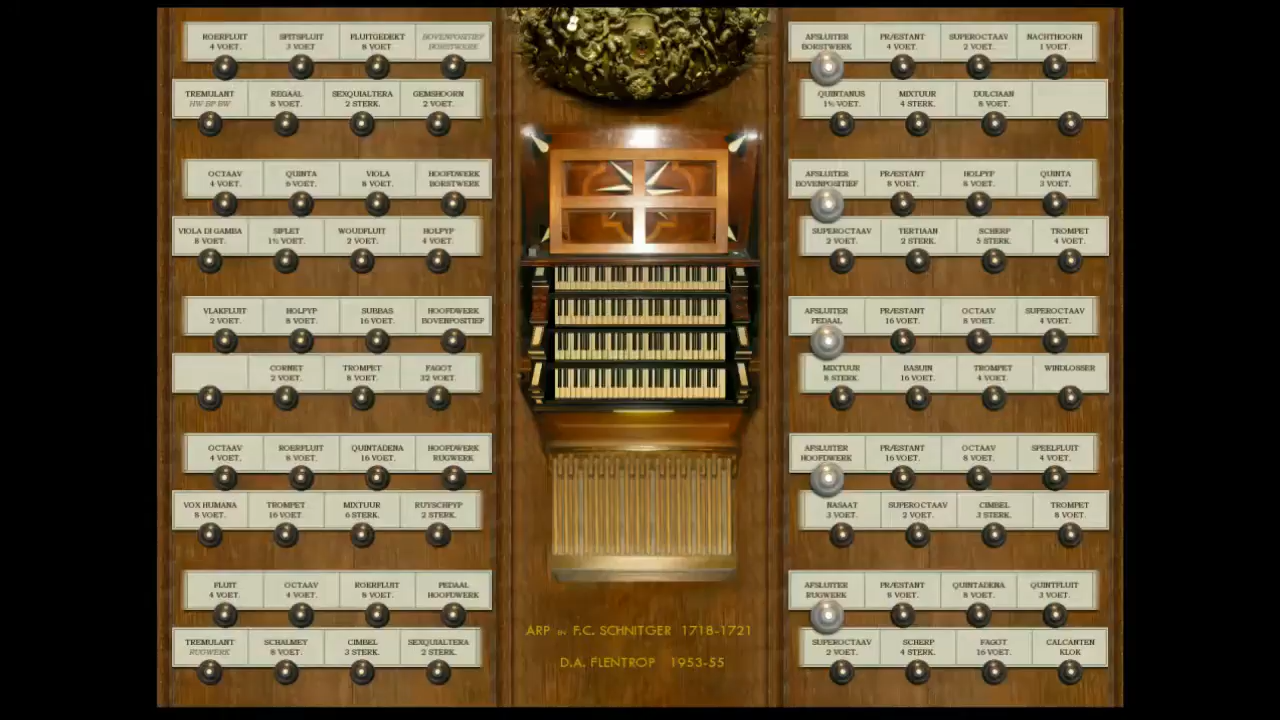 ROERFLUIT SPITSFLUIT FLUITGEDEKT BOVENPOSITIEF
4 VOET. 3 VOET. 8 VOET. BORSTWERK
TREMULANT REGAAL SEXQUIALTERA GEMSHOORN
HW BP BW 8 VOET. 2 STERK. 2 VOET.
OCTAAV QUINTA VIOLA HOOFDWERK
4 VOET. 6 VOET. 8 VOET. BORSTWERK
VIOLA DI GAMBA SIFLET WOUDFLUIT HOLPYP
8 VOET. 1½ VOET. 2 VOET. 4 VOET.
VLAKFLUIT HOLPYP SUBBAS HOOFDWERK
2 VOET. 8 VOET. 16 VOET. BOVENPOSITIEF
CORNET TROMPET FAGOT
2 VOET. 8 VOET. 32 VOET.
OCTAAV ROERFLUIT QUINTADENA HOOFDWERK
4 VOET. 8 VOET. 16 VOET. RUGWERK
VOX HUMANA TROMPET MIXTUUR RUYSCHPYP
8 VOET. 16 VOET. 6 STERK. 2 STERK.
FLUIT OCTAAV ROERFLUIT PEDAAL
4 VOET. 4 VOET. 8 VOET. HOOFDWERK
TREMULANT SCHALMEY CIMBEL SEXQUIALTERA
RUGWERK 8 VOET. 3 STERK. 2 STERK.
ARP IN F.C. SCHNITGER 1718-1721
D.A. FLENTROP 1953-55
AFSLUITER PRÆSTANT SUPEROCTAAV NACHTHOORN
BORSTWERK 4 VOET. 2 VOET. 1 VOET.
QUINTANUS MIXTUUR DULCIAAN
1½ VOET. 4 STERK. 8 VOET.
AFSLUITER PRÆSTANT HOLPYP QUINTA
BOVENPOSITIEF 8 VOET. 8 VOET. 3 VOET.
SUPEROCTAAV TERTIAAN SCHERP TROMPET
2 VOET. 2 STERK. 5 STERK. 4 VOET.
AFSLUITER PRÆSTANT OCTAAV SUPEROCTAAV
PEDAAL 16 VOET. 8 VOET. 4 VOET.
MIXTUUR BASUIN TROMPET WINDLOSSER
8 STERK. 16 VOET. 4 VOET.
AFSLUITER PRÆSTANT OCTAAV SPEELFLUIT
HOOFDWERK 16 VOET. 8 VOET. 4 VOET.
NASAAT SUPEROCTAAV CIMBEL TROMPET
3 VOET. 2 VOET. 3 STERK. 8 VOET.
AFSLUITER PRÆSTANT QUINTADENA QUINTFLUIT
RUGWERK 8 VOET. 8 VOET. 3 VOET.
SUPEROCTAAV SCHERP FAGOT CALCANTEN
2 VOET. 4 STERK. 16 VOET. KLOK